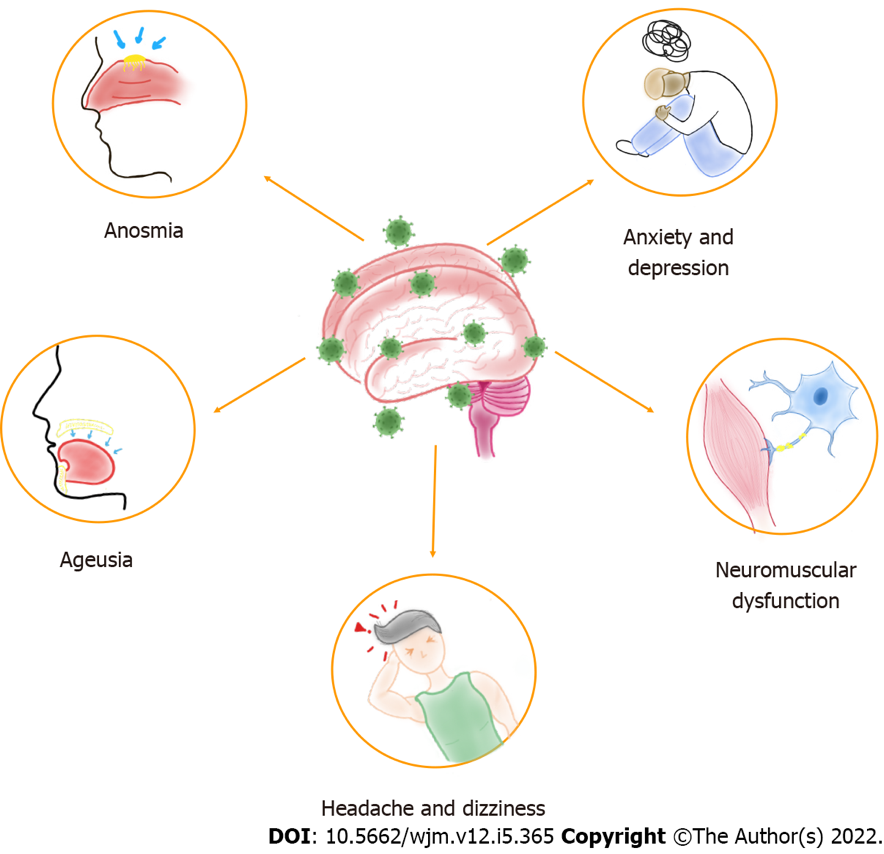 Anosmia
Anxiety and
depression
Ageusia
Neuromuscular
dysfunction
Headache and dizziness
DOI: 10.5662/wjm.v12.i5.365 Copyright ©The Author(s) 2022.